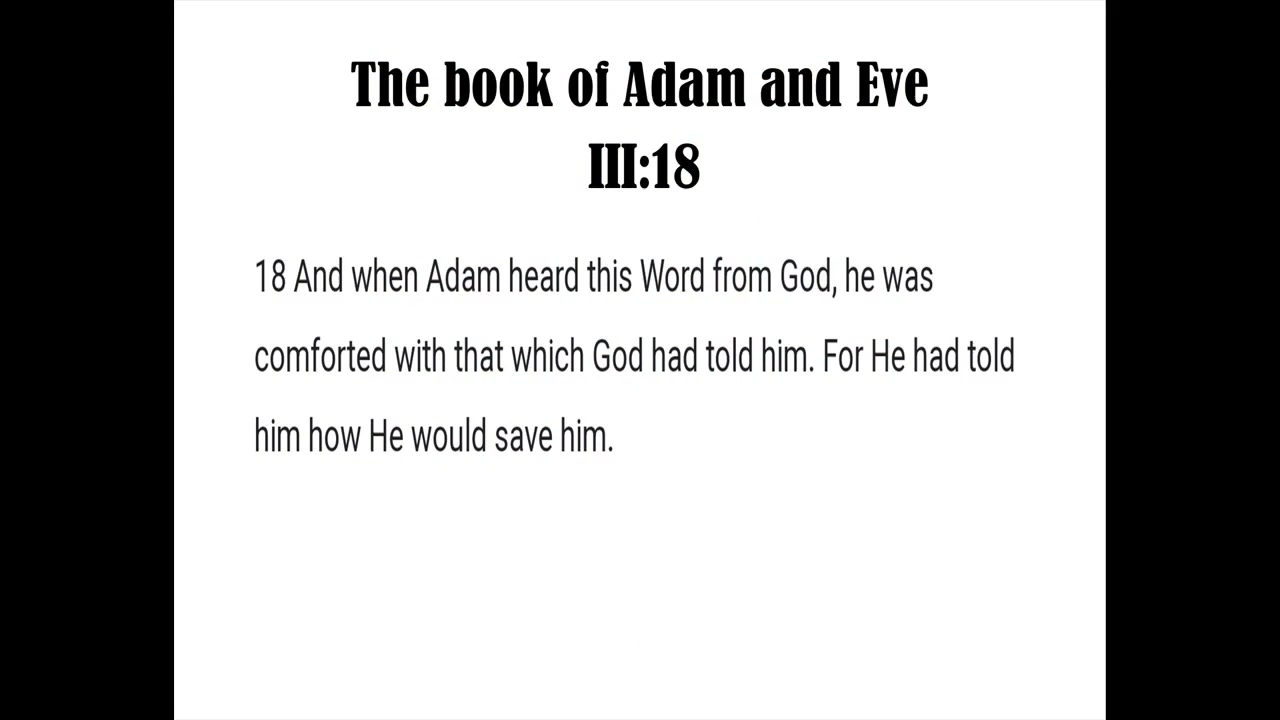 The book of Adam and Eve
III:18
18 And when Adam heard this Word from God, he was
comforted with that which God had told him. For He had told
him how He would save him.